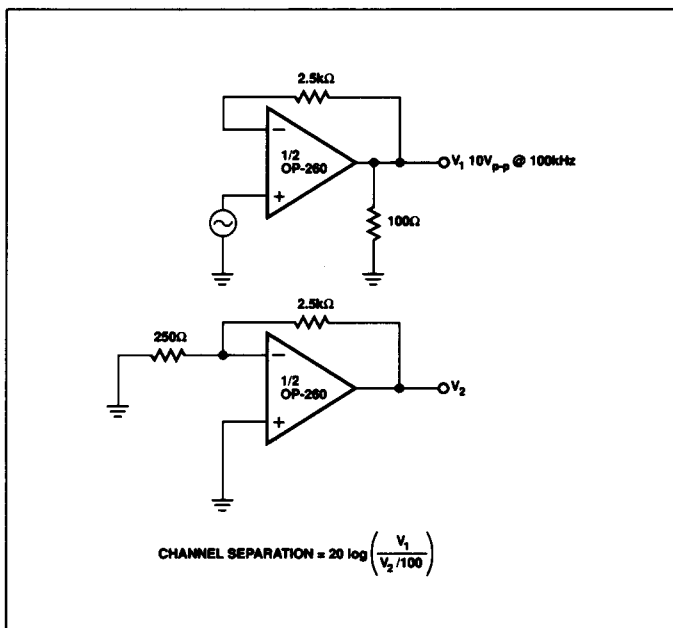 2.5kΩ
−
1/2
OP-260
+
V₁ 10Vₚ₋ₚ @ 100kHz
100Ω
2.5kΩ
250Ω
−
1/2
OP-260
+
V₂
CHANNEL SEPARATION = 20 log (V₁ / (V₂ /100))